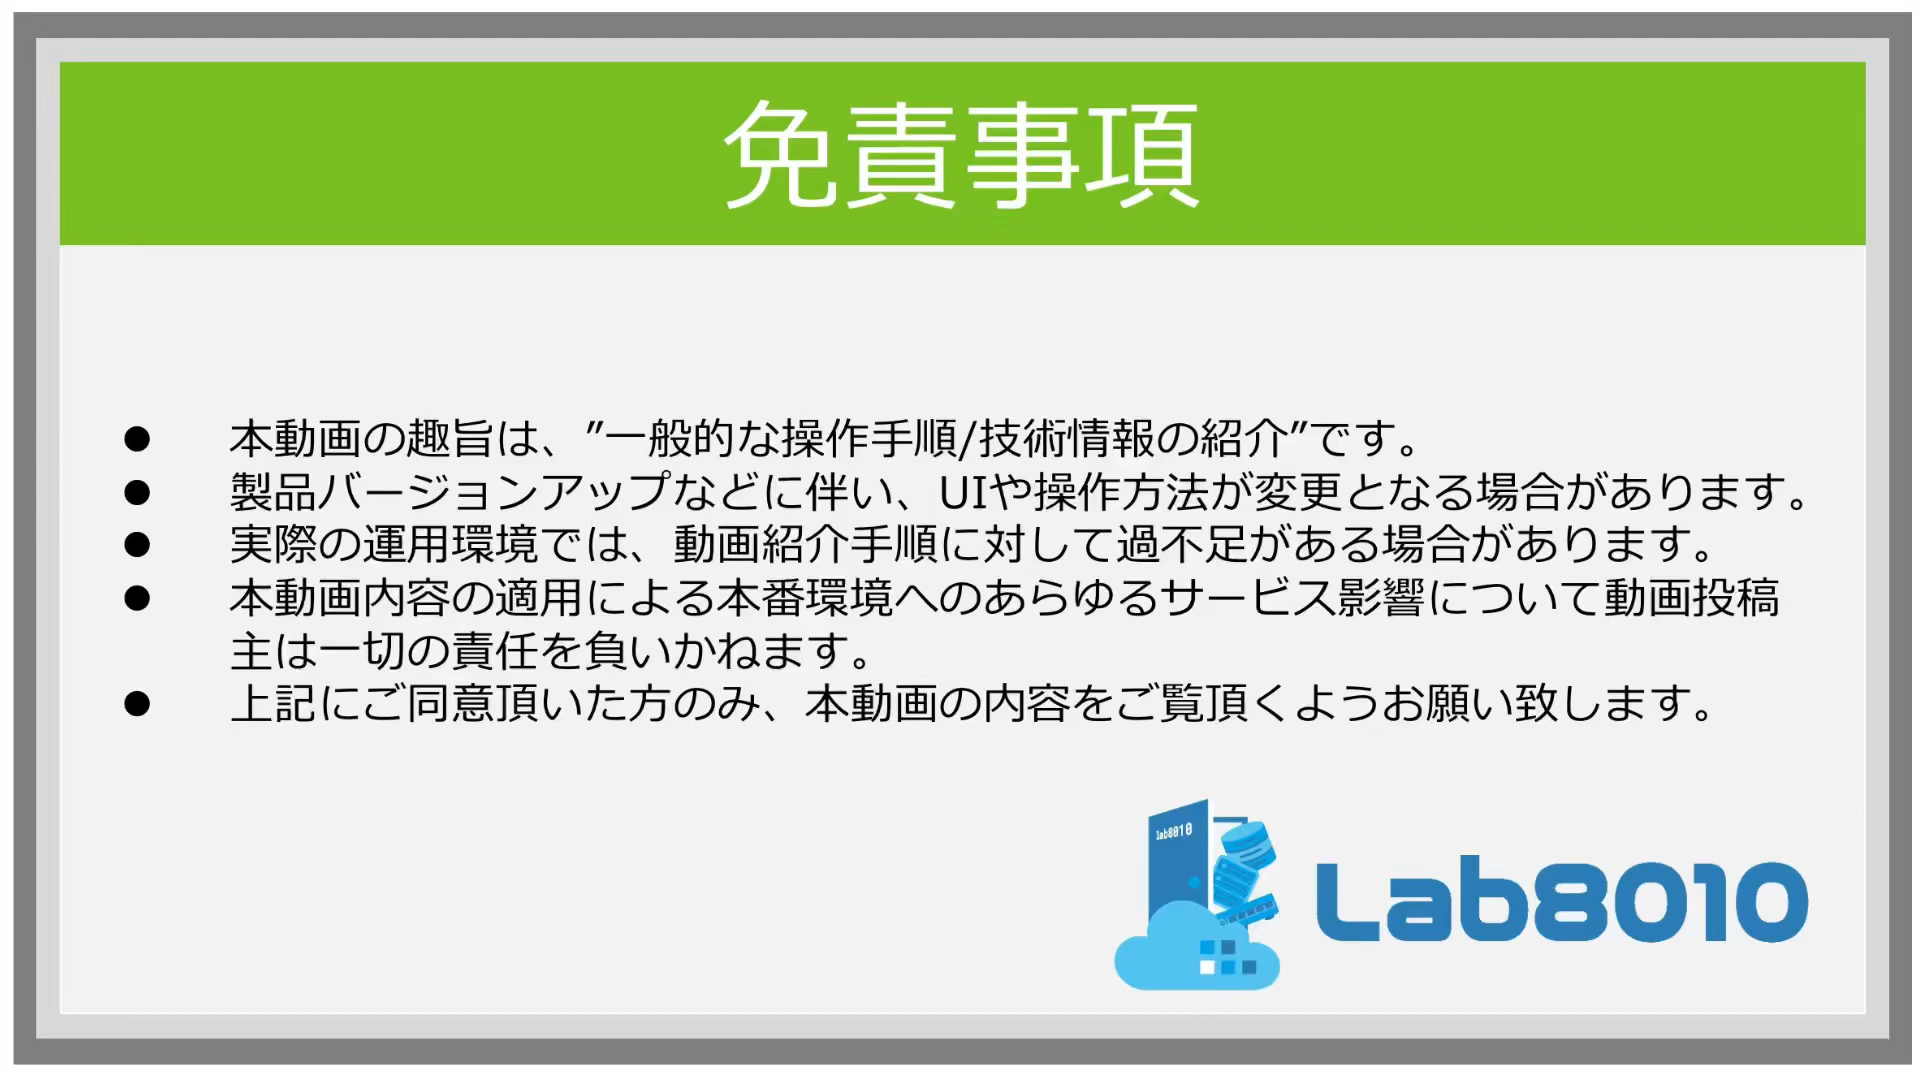 免責事項
● 本動画の趣旨は、”一般的な操作手順/技術情報の紹介”です。
● 製品バージョンアップなどに伴い、UIや操作方法が変更となる場合があります。
● 実際の運用環境では、動画紹介手順に対して過不足がある場合があります。
● 本動画内容の適用による本番環境へのあらゆるサービス影響について動画投稿
主は一切の責任を負いかねます。
● 上記にご同意頂いた方のみ、本動画の内容をご覧頂くようお願い致します。
lab8010
Lab8010